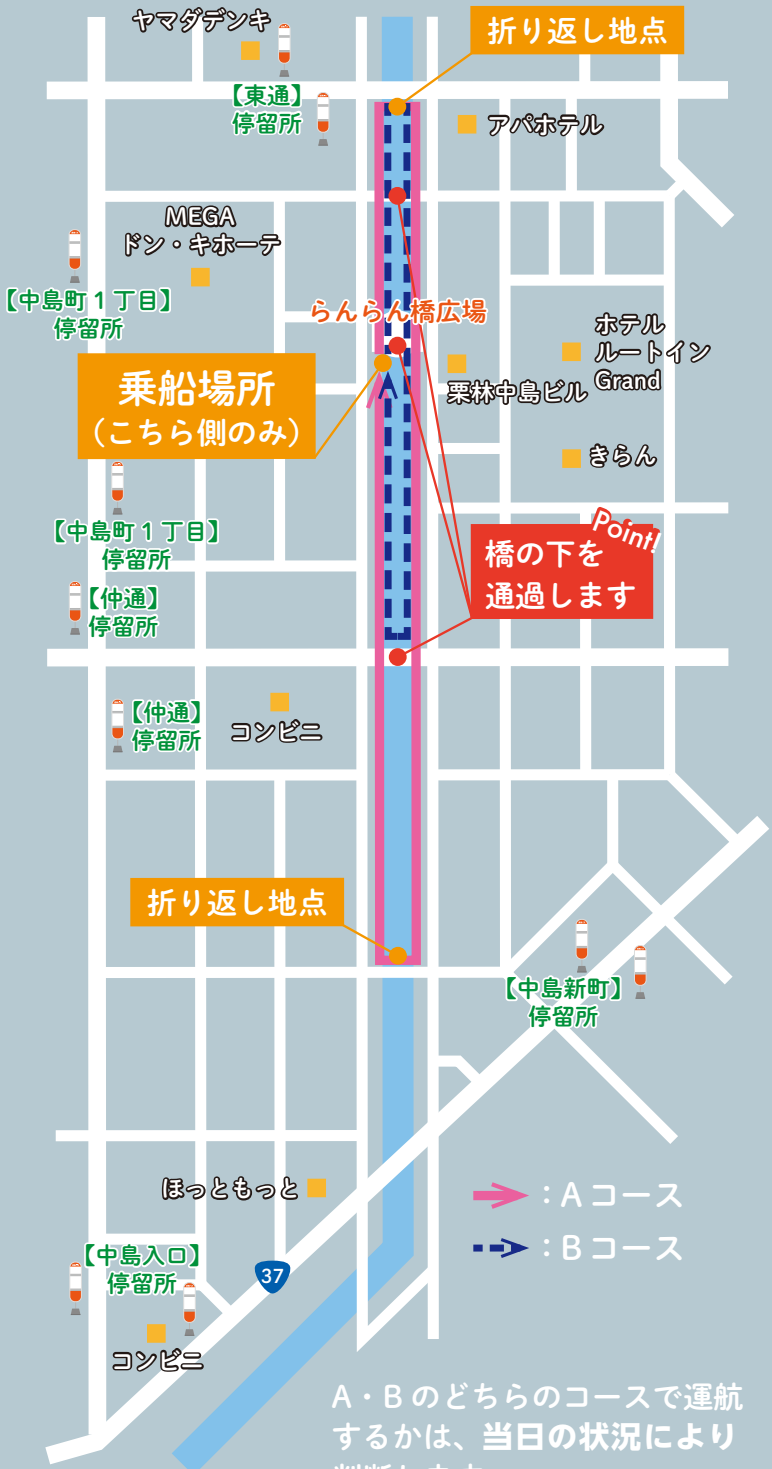 ヤマダデンキ
折り返し地点
【東通】
停留所
アパホテル
MEGA
ドン・キホーテ
【中島町1丁目】
停留所
らんらん橋広場
ホテル
ルートイン
Grand
乗船場所
(こちら側のみ)
栗林中島ビル
きらん
【中島町1丁目】
停留所
Point!
橋の下を
通過します
【仲通】
停留所
【仲通】
停留所
コンビニ
折り返し地点
【中島新町】
停留所
ほっともっと
:Aコース
:Bコース
【中島入口】
停留所
37
コンビニ
A・Bのどちらのコースで運航
するかは、当日の状況により